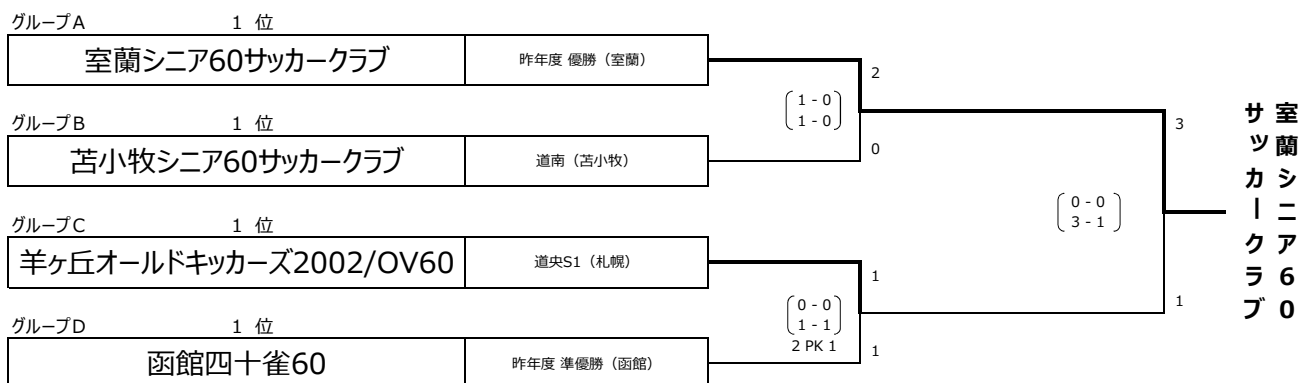 グループA 1 位
室蘭シニア60サッカークラブ 昨年度 優勝（室蘭）
2
1 - 0
1 - 0
グループB 1 位
3
苫小牧シニア60サッカークラブ 道南（苫小牧）
0
グループC 1 位
0 - 0
3 - 1
羊ヶ丘オールドキッカーズ2002/OV60 道央S1（札幌）
1
0 - 0
1 - 1
2 PK 1
1
グループD 1 位
函館四十雀60 昨年度 準優勝（函館）
1
室蘭シニア60
サッカークラブ